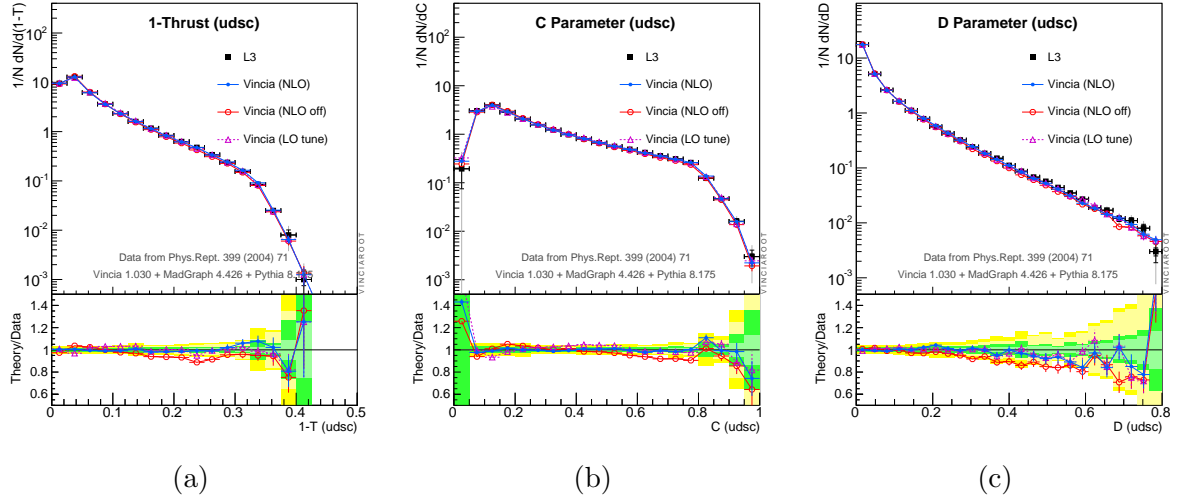 1/N dN/d(1-T)
1-Thrust (udsc)
L3
Vincia (NLO)
Vincia (NLO off)
Vincia (LO tune)
10
1
10⁻¹
10⁻²
10⁻³
Data from Phys.Rept. 399 (2004) 71
Vincia 1.030 + MadGraph 4.426 + Pythia 8.175
VINCIAROOT
Theory/Data
1.4
1.2
1
0.8
0.6
0 0.1 0.2 0.3 0.4 0.5
1-T (udsc)
(a)
1/N dN/dC
C Parameter (udsc)
L3
Vincia (NLO)
Vincia (NLO off)
Vincia (LO tune)
10
1
10⁻¹
10⁻²
10⁻³
Data from Phys.Rept. 399 (2004) 71
Vincia 1.030 + MadGraph 4.426 + Pythia 8.175
VINCIAROOT
Theory/Data
1.4
1.2
1
0.8
0.6
0 0.2 0.4 0.6 0.8 1
C (udsc)
(b)
1/N dN/dD
D Parameter (udsc)
L3
Vincia (NLO)
Vincia (NLO off)
Vincia (LO tune)
10
1
10⁻¹
10⁻²
10⁻³
Data from Phys.Rept. 399 (2004) 71
Vincia 1.030 + MadGraph 4.426 + Pythia 8.175
VINCIAROOT
Theory/Data
1.4
1.2
1
0.8
0.6
0 0.2 0.4 0.6 0.8
D (udsc)
(c)